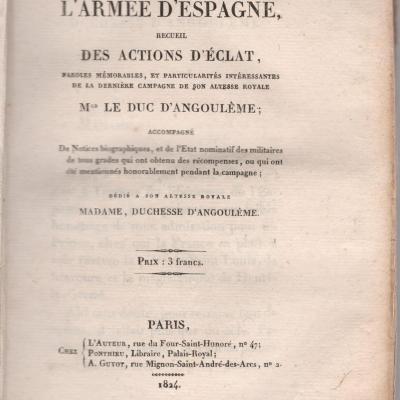 L'ARMÉE D'ESPAGNE,
RECUEIL
DES ACTIONS D'ÉCLAT,
PAROLES MÉMORABLES, ET PARTICULARITÉS INTÉRESSANTES
DE LA DERNIÈRE CAMPAGNE DE SON ALTESSE ROYALE
MGR LE DUC D'ANGOULÊME;
ACCOMPAGNÉ
De Notices biographiques, et de l'Etat nominatif des militaires
de tous grades qui ont obtenu des récompenses, ou qui ont
été mentionnés honorablement pendant la campagne;
DÉDIÉ A SON ALTESSE ROYALE
MADAME, DUCHESSE D'ANGOULÊME.
PRIX : 3 francs.
PARIS,
CHEZ
L'AUTEUR, rue du Four-Saint-Honoré, n° 47;
PONTHIEU, Libraire, Palais-Royal;
A. GUYOT, rue Mignon-Saint-André-des-Arcs, n° 2.
1824.